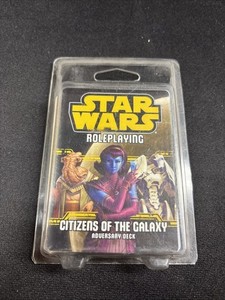 STAR
WARS
ROLEPLAYING
CITIZENS OF THE GALAXY
ADVERSARY DECK